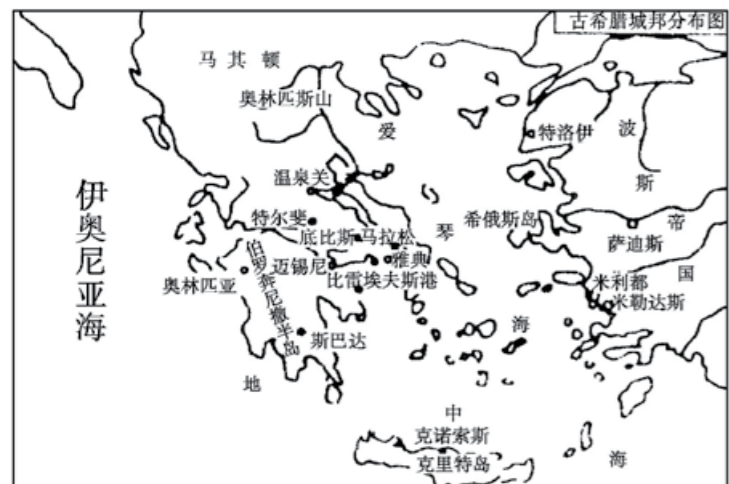 古希腊城邦分布图
马其顿
奥林匹斯山
爱
特洛伊
波
温泉关
斯
伊奥尼亚海
特尔斐
希俄斯岛
帝
底比斯
马拉松
琴
萨迪斯
伯罗奔尼撒半岛
迈锡尼
雅典
国
奥林匹亚
比雷埃夫斯港
米利都
米勒达斯
海
斯巴达
地
中
克诺索斯
克里特岛
海